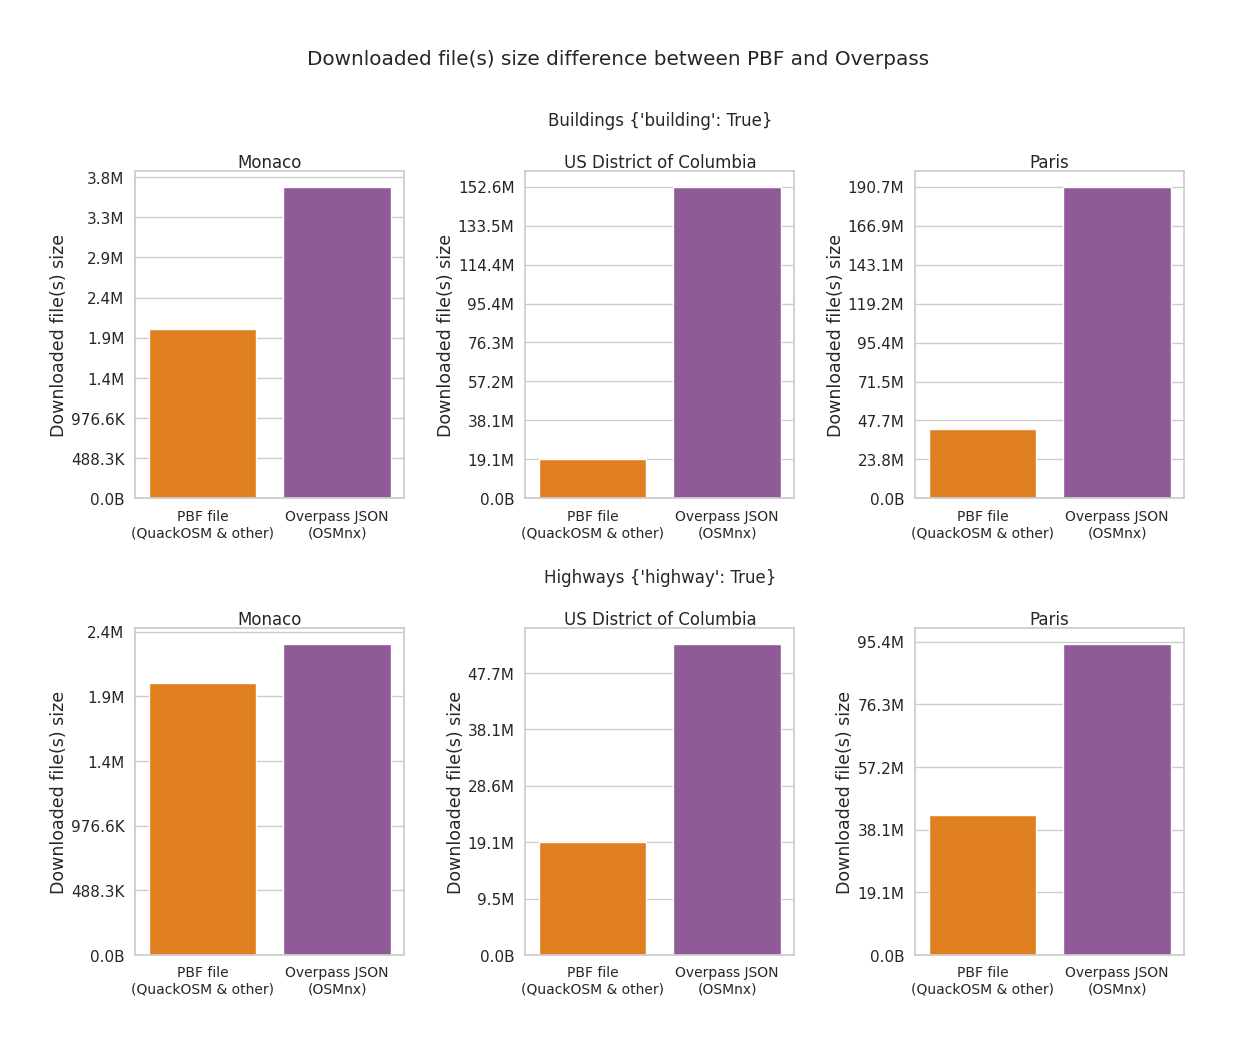 Downloaded file(s) size difference between PBF and Overpass
Buildings {'building': True}
Monaco
3.8M
3.3M
2.9M
2.4M
1.9M
1.4M
976.6K
488.3K
0.0B
Downloaded file(s) size
PBF file
(QuackOSM & other)
Overpass JSON
(OSMnx)
US District of Columbia
152.6M
133.5M
114.4M
95.4M
76.3M
57.2M
38.1M
19.1M
0.0B
Downloaded file(s) size
PBF file
(QuackOSM & other)
Overpass JSON
(OSMnx)
Paris
190.7M
166.9M
143.1M
119.2M
95.4M
71.5M
47.7M
23.8M
0.0B
Downloaded file(s) size
PBF file
(QuackOSM & other)
Overpass JSON
(OSMnx)
Highways {'highway': True}
Monaco
2.4M
1.9M
1.4M
976.6K
488.3K
0.0B
Downloaded file(s) size
PBF file
(QuackOSM & other)
Overpass JSON
(OSMnx)
US District of Columbia
47.7M
38.1M
28.6M
19.1M
9.5M
0.0B
Downloaded file(s) size
PBF file
(QuackOSM & other)
Overpass JSON
(OSMnx)
Paris
95.4M
76.3M
57.2M
38.1M
19.1M
0.0B
Downloaded file(s) size
PBF file
(QuackOSM & other)
Overpass JSON
(OSMnx)